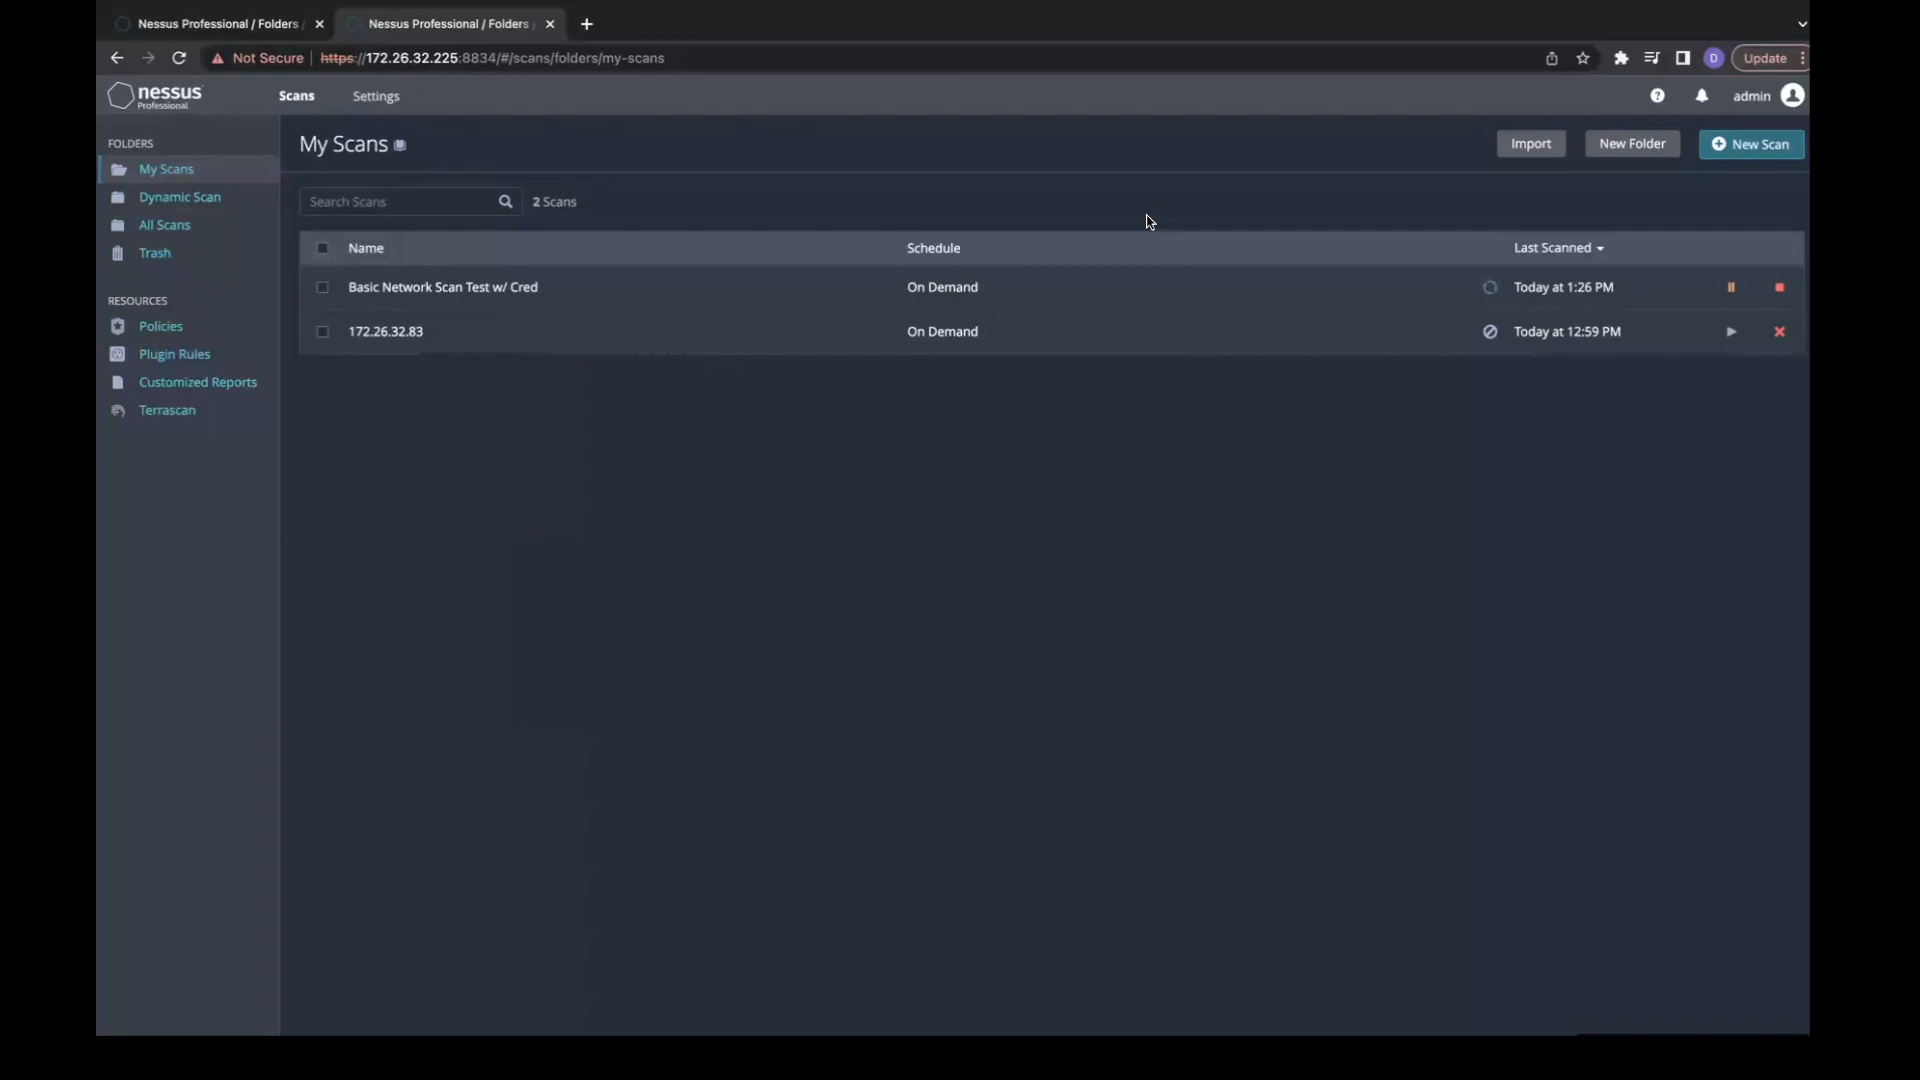 Nessus Professional / Folders
Nessus Professional / Folders
Not Secure
https://172.26.32.225:8834/#/scans/folders/my-scans
D
Update
nessus
Professional
Scans
Settings
admin
FOLDERS
My Scans
Dynamic Scan
All Scans
Trash
RESOURCES
Policies
Plugin Rules
Customized Reports
Terrascan
My Scans
Import
New Folder
New Scan
Search Scans
2 Scans
Name Schedule Last Scanned
Basic Network Scan Test w/ Cred On Demand Today at 1:26 PM
172.26.32.83 On Demand Today at 12:59 PM